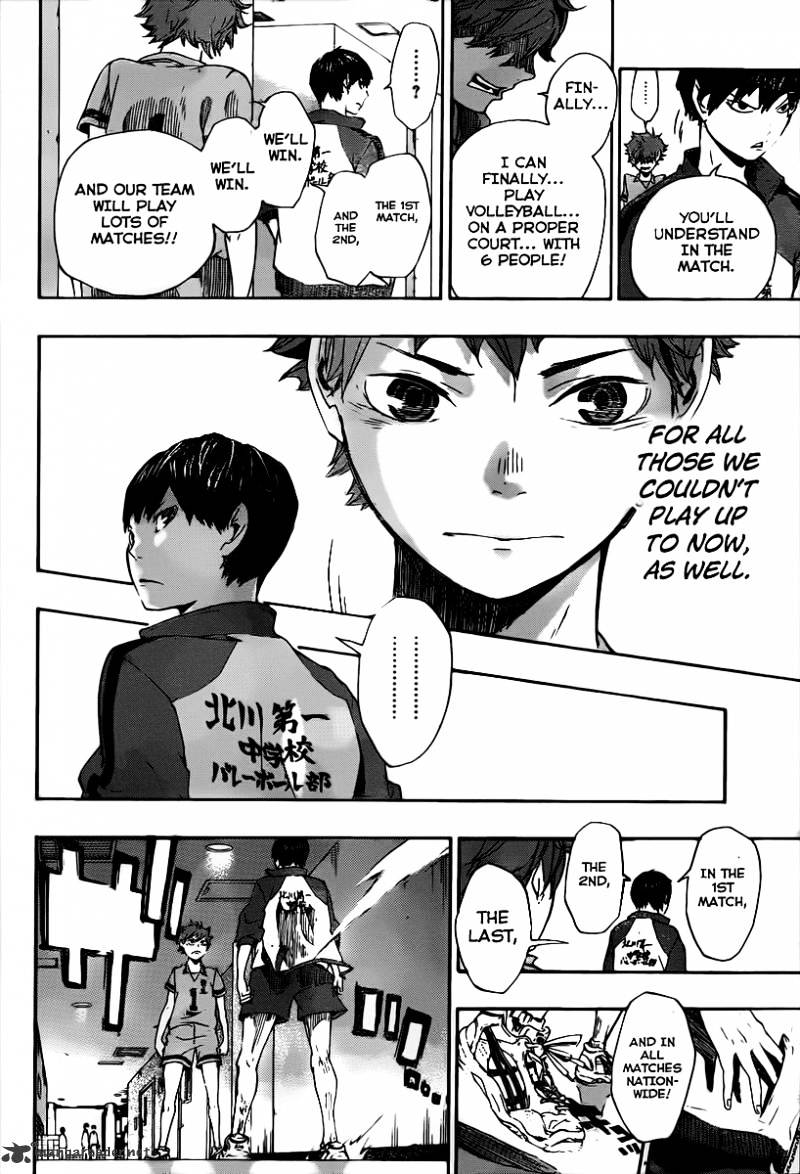 .......
YOU'LL
UNDERSTAND
IN THE
MATCH.
FIN-
ALLY...
I CAN
FINALLY...
PLAY
VOLLEYBALL...
ON A PROPER
COURT... WITH
6 PEOPLE!
.......?
THE 1ST
MATCH,
AND
THE
2ND,
WE'LL
WIN.
WE'LL
WIN.
AND OUR TEAM
WILL PLAY
LOTS OF
MATCHES!!
1
FOR ALL
THOSE WE
COULDN'T
PLAY UP
TO NOW,
AS WELL.
.........
北川第一
中学校
バレーボール部
IN THE
1ST
MATCH,
THE
2ND,
THE
LAST,
AND IN
ALL
MATCHES
NATION-
WIDE!
1